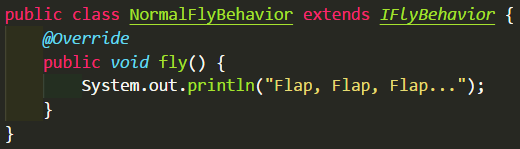 public class NormalFlyBehavior extends IFlyBehavior {
    @Override
    public void fly() {
        System.out.println("Flap, Flap, Flap...");
    }
}